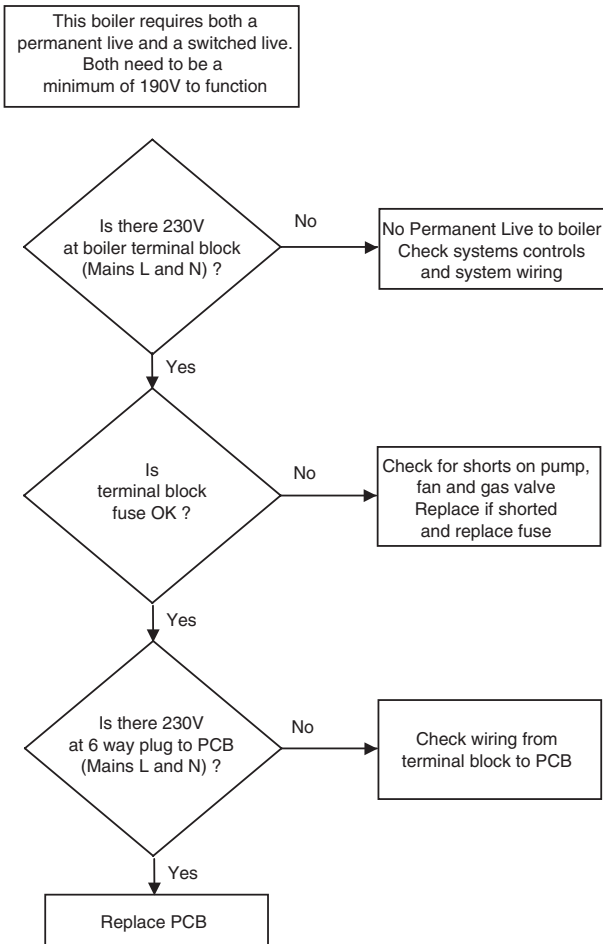 This boiler requires both a
permanent live and a switched live.
Both need to be a
minimum of 190V to function
Is there 230V
at boiler terminal block
(Mains L and N) ?
No
No Permanent Live to boiler
Check systems controls
and system wiring
Yes
Is
terminal block
fuse OK ?
No
Check for shorts on pump,
fan and gas valve
Replace if shorted
and replace fuse
Yes
Is there 230V
at 6 way plug to PCB
(Mains L and N) ?
No
Check wiring from
terminal block to PCB
Yes
Replace PCB